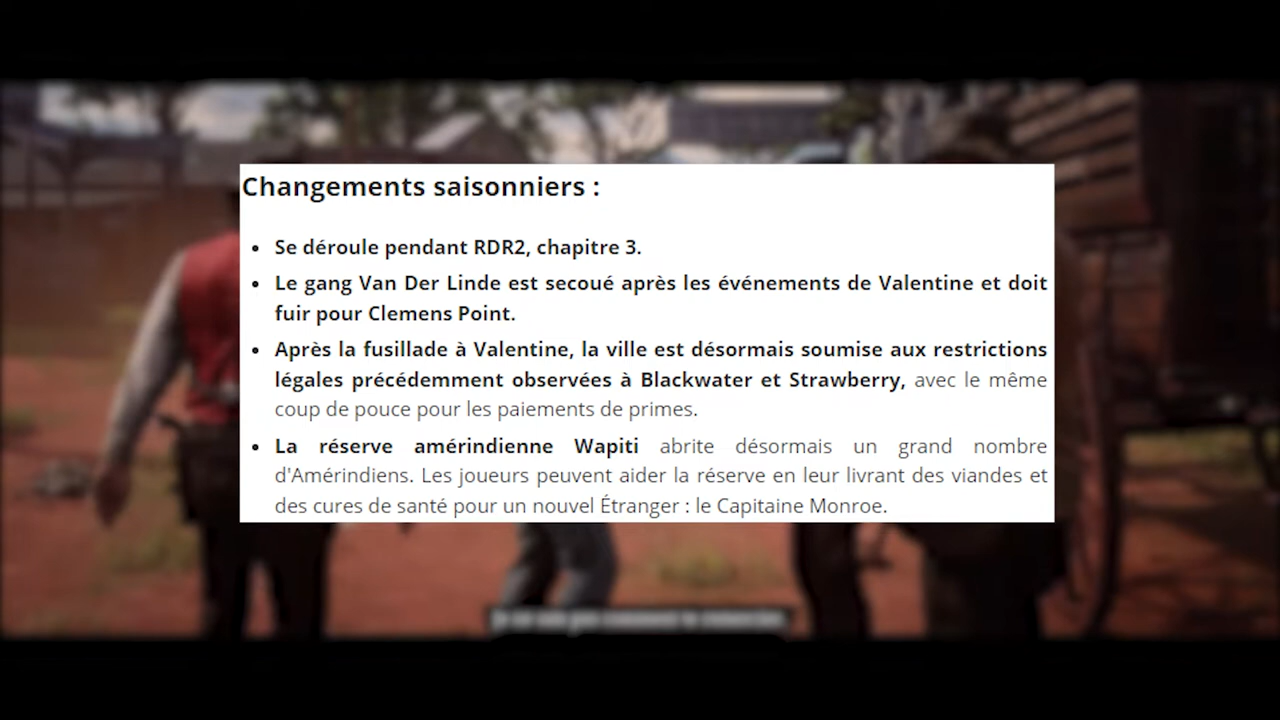 Changements saisonniers :
• Se déroule pendant RDR2, chapitre 3.
• Le gang Van Der Linde est secoué après les événements de Valentine et doit
fuir pour Clemens Point.
• Après la fusillade à Valentine, la ville est désormais soumise aux restrictions
légales précédemment observées à Blackwater et Strawberry, avec le même
coup de pouce pour les paiements de primes.
• La réserve amérindienne Wapiti abrite désormais un grand nombre
d'Amérindiens. Les joueurs peuvent aider la réserve en leur livrant des viandes et
des cures de santé pour un nouvel Étranger : le Capitaine Monroe.